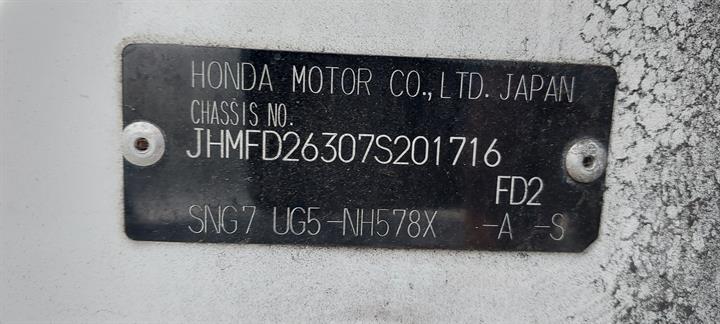 HONDA MOTOR CO., LTD. JAPAN
CHASSIS NO.
JHMFD26307S201716
FD2
SNG7 UG5-NH578X -A -S